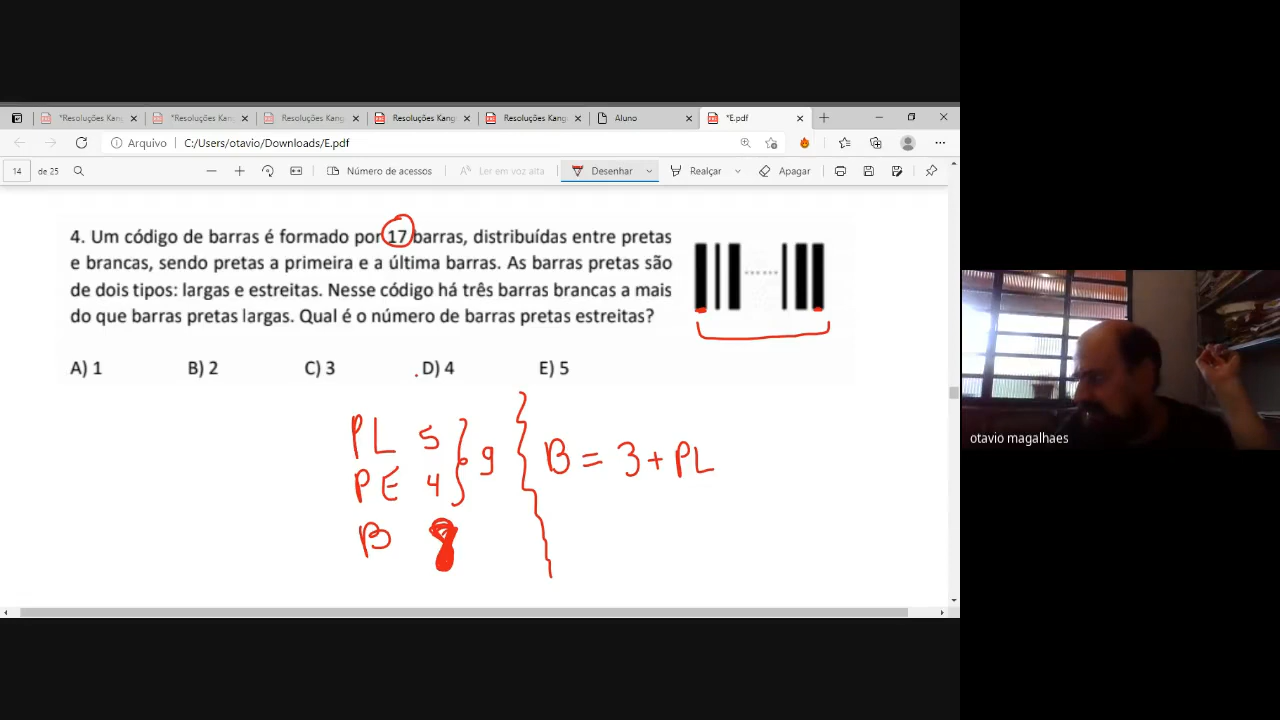 *Resoluções Kang
*Resoluções Kang
Resoluções Kang
Resoluções Kang
Resoluções Kang
Aluno
*E.pdf
Arquivo
C:/Users/otavio/Downloads/E.pdf
14
de 25
Número de acessos
Ler em voz alta
Desenhar
Realçar
Apagar
4. Um código de barras é formado por 17 barras, distribuídas entre pretas
e brancas, sendo pretas a primeira e a última barras. As barras pretas são
de dois tipos: largas e estreitas. Nesse código há três barras brancas a mais
do que barras pretas largas. Qual é o número de barras pretas estreitas?
A) 1 B) 2 C) 3 D) 4 E) 5
PL 5
PE 4
9
B = 3 + PL
B 8
otavio magalhaes